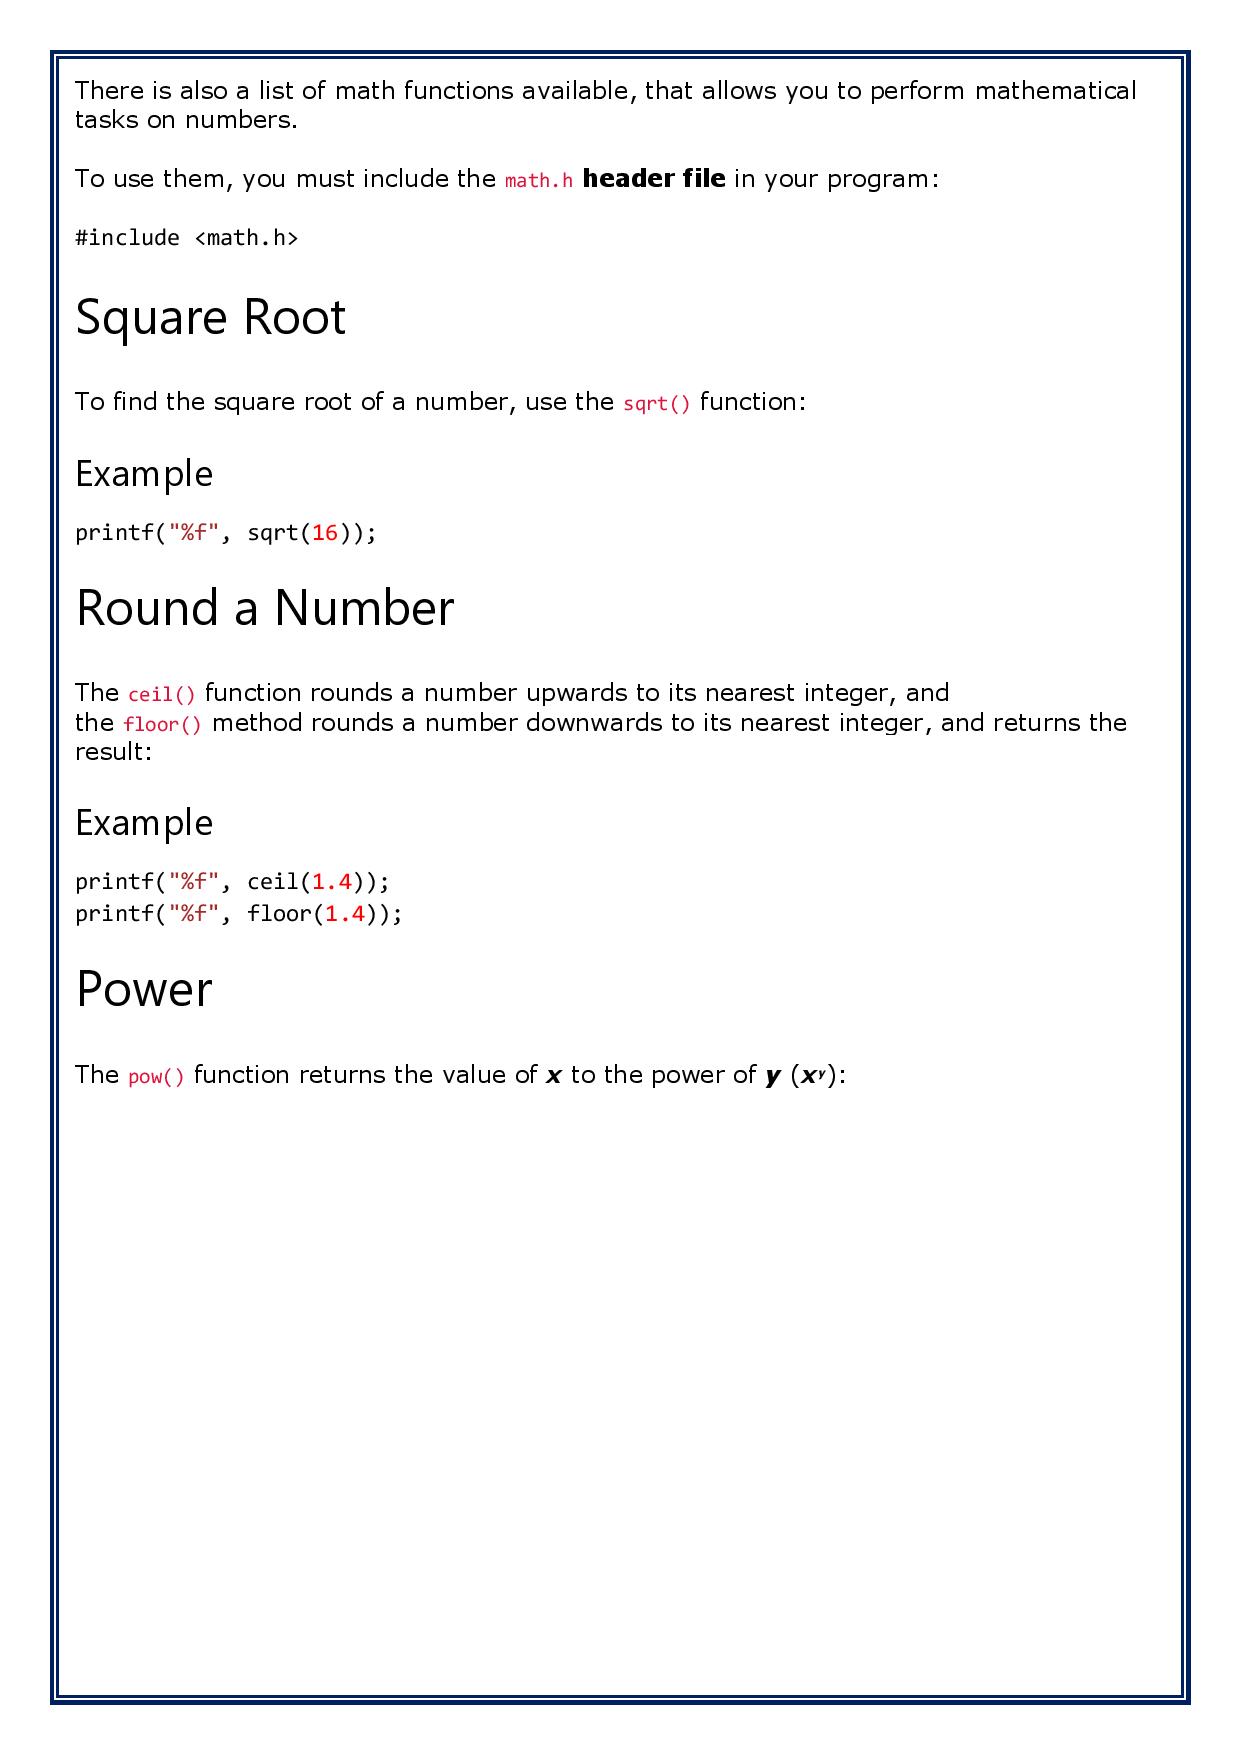 There is also a list of math functions available, that allows you to perform mathematical
tasks on numbers.
To use them, you must include the math.h header file in your program:
#include <math.h>
Square Root
To find the square root of a number, use the sqrt() function:
Example
printf("%f", sqrt(16));
Round a Number
The ceil() function rounds a number upwards to its nearest integer, and
the floor() method rounds a number downwards to its nearest integer, and returns the
result:
Example
printf("%f", ceil(1.4));
printf("%f", floor(1.4));
Power
The pow() function returns the value of x to the power of y (xʸ):